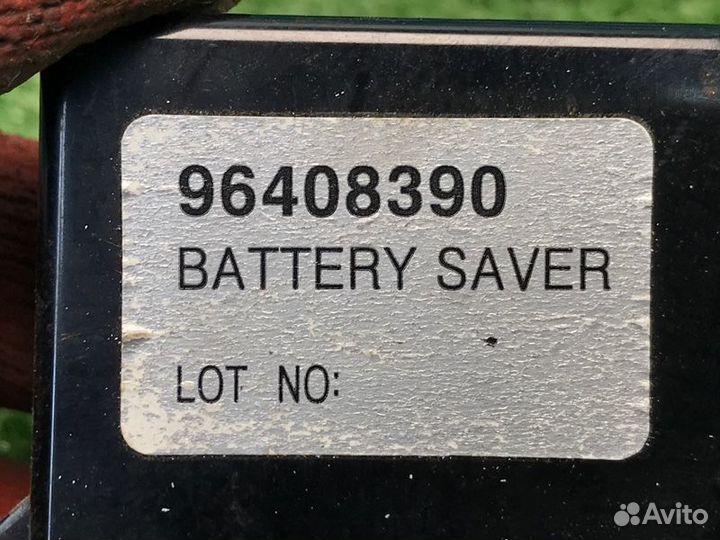 96408390
BATTERY SAVER
LOT NO:
Avito